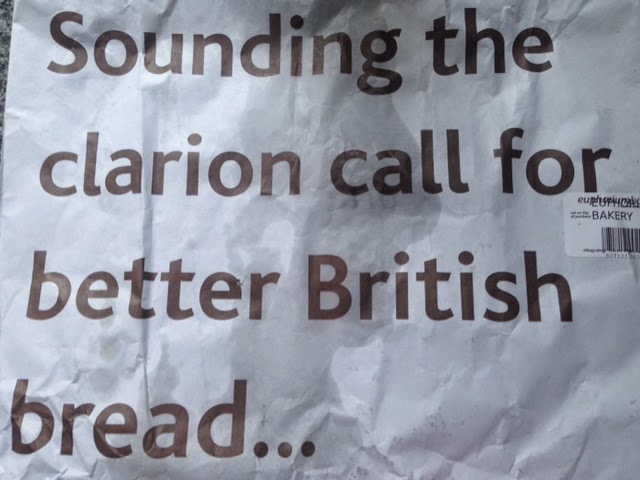 Sounding the
clarion call for
better British
bread...
BAKERY